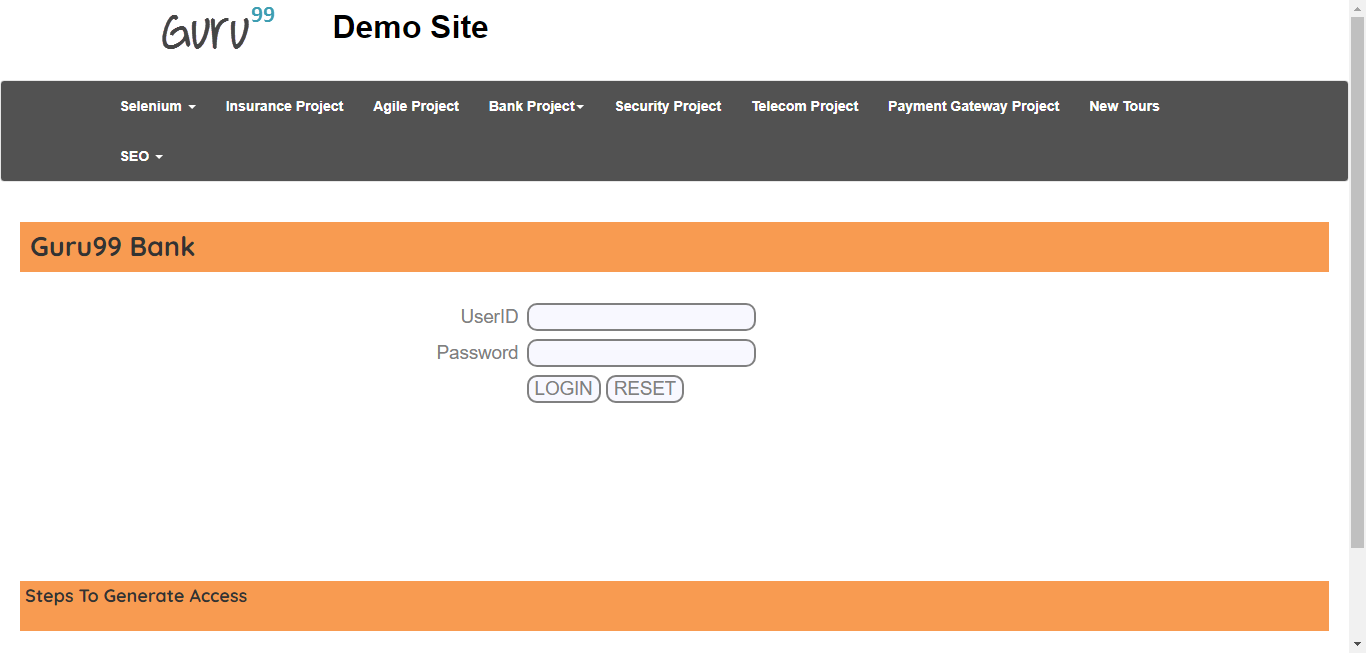 Guru99 Demo Site
Selenium Insurance Project Agile Project Bank Project Security Project Telecom Project Payment Gateway Project New Tours
SEO
Guru99 Bank
UserID
Password
LOGIN RESET
Steps To Generate Access